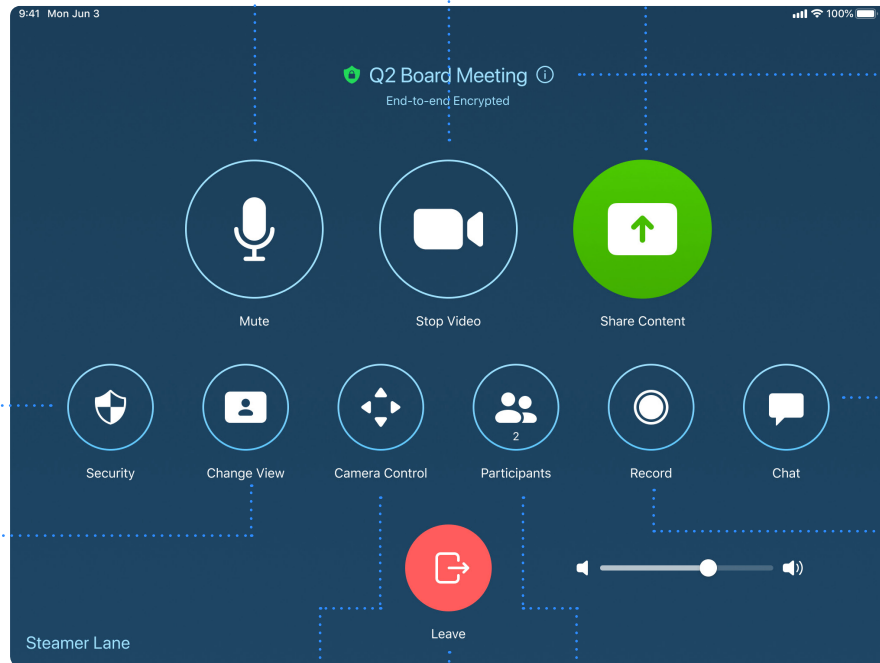 9:41 Mon Jun 3
100%
Q2 Board Meeting
End-to-end Encrypted
Mute
Stop Video
Share Content
2
Security
Change View
Camera Control
Participants
Record
Chat
Leave
Steamer Lane